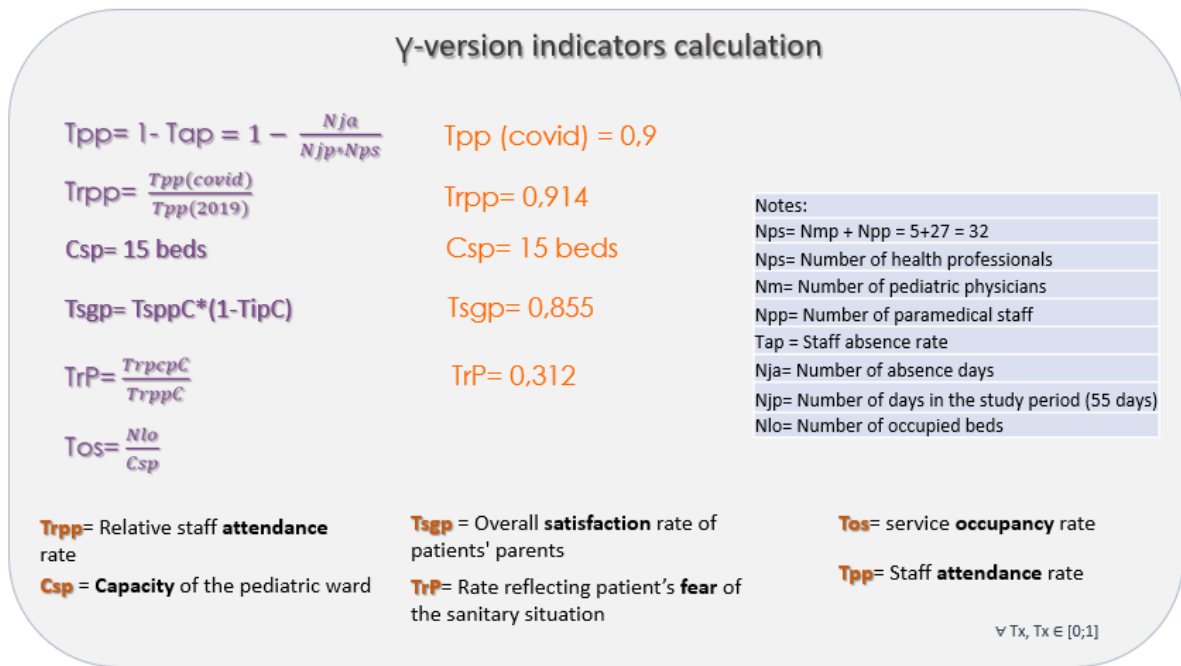 γ-version indicators calculation
Tpp= 1- Tap = 1 − Nja / Njp*Nps
Tpp (covid) = 0,9
Trpp= Tpp(covid) / Tpp(2019)
Trpp= 0,914
Csp= 15 beds
Csp= 15 beds
Tsgp= TsppC*(1-TipC)
Tsgp= 0,855
TrP= TrpcpC / TrppC
TrP= 0,312
Tos= Nlo / Csp
Notes:
Nps= Nmp + Npp = 5+27 = 32
Nps= Number of health professionals
Nm= Number of pediatric physicians
Npp= Number of paramedical staff
Tap = Staff absence rate
Nja= Number of absence days
Njp= Number of days in the study period (55 days)
Nlo= Number of occupied beds
Trpp= Relative staff attendance
rate
Csp = Capacity of the pediatric ward
Tsgp = Overall satisfaction rate of
patients' parents
TrP= Rate reflecting patient’s fear of
the sanitary situation
Tos= service occupancy rate
Tpp= Staff attendance rate
∀ Tx, Tx ∈ [0;1]